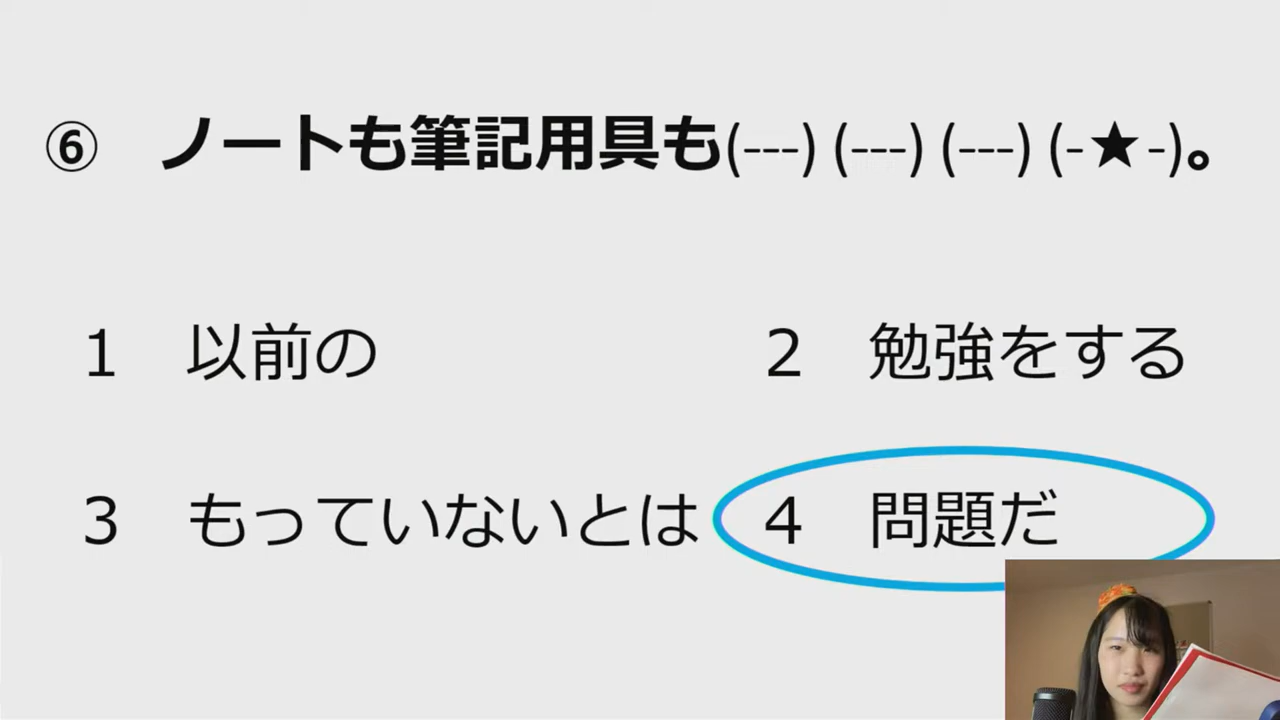 ⑥ ノートも筆記用具も(---) (---) (---) (-★-)。
1 以前の
2 勉強をする
3 もっていないとは
4 問題だ